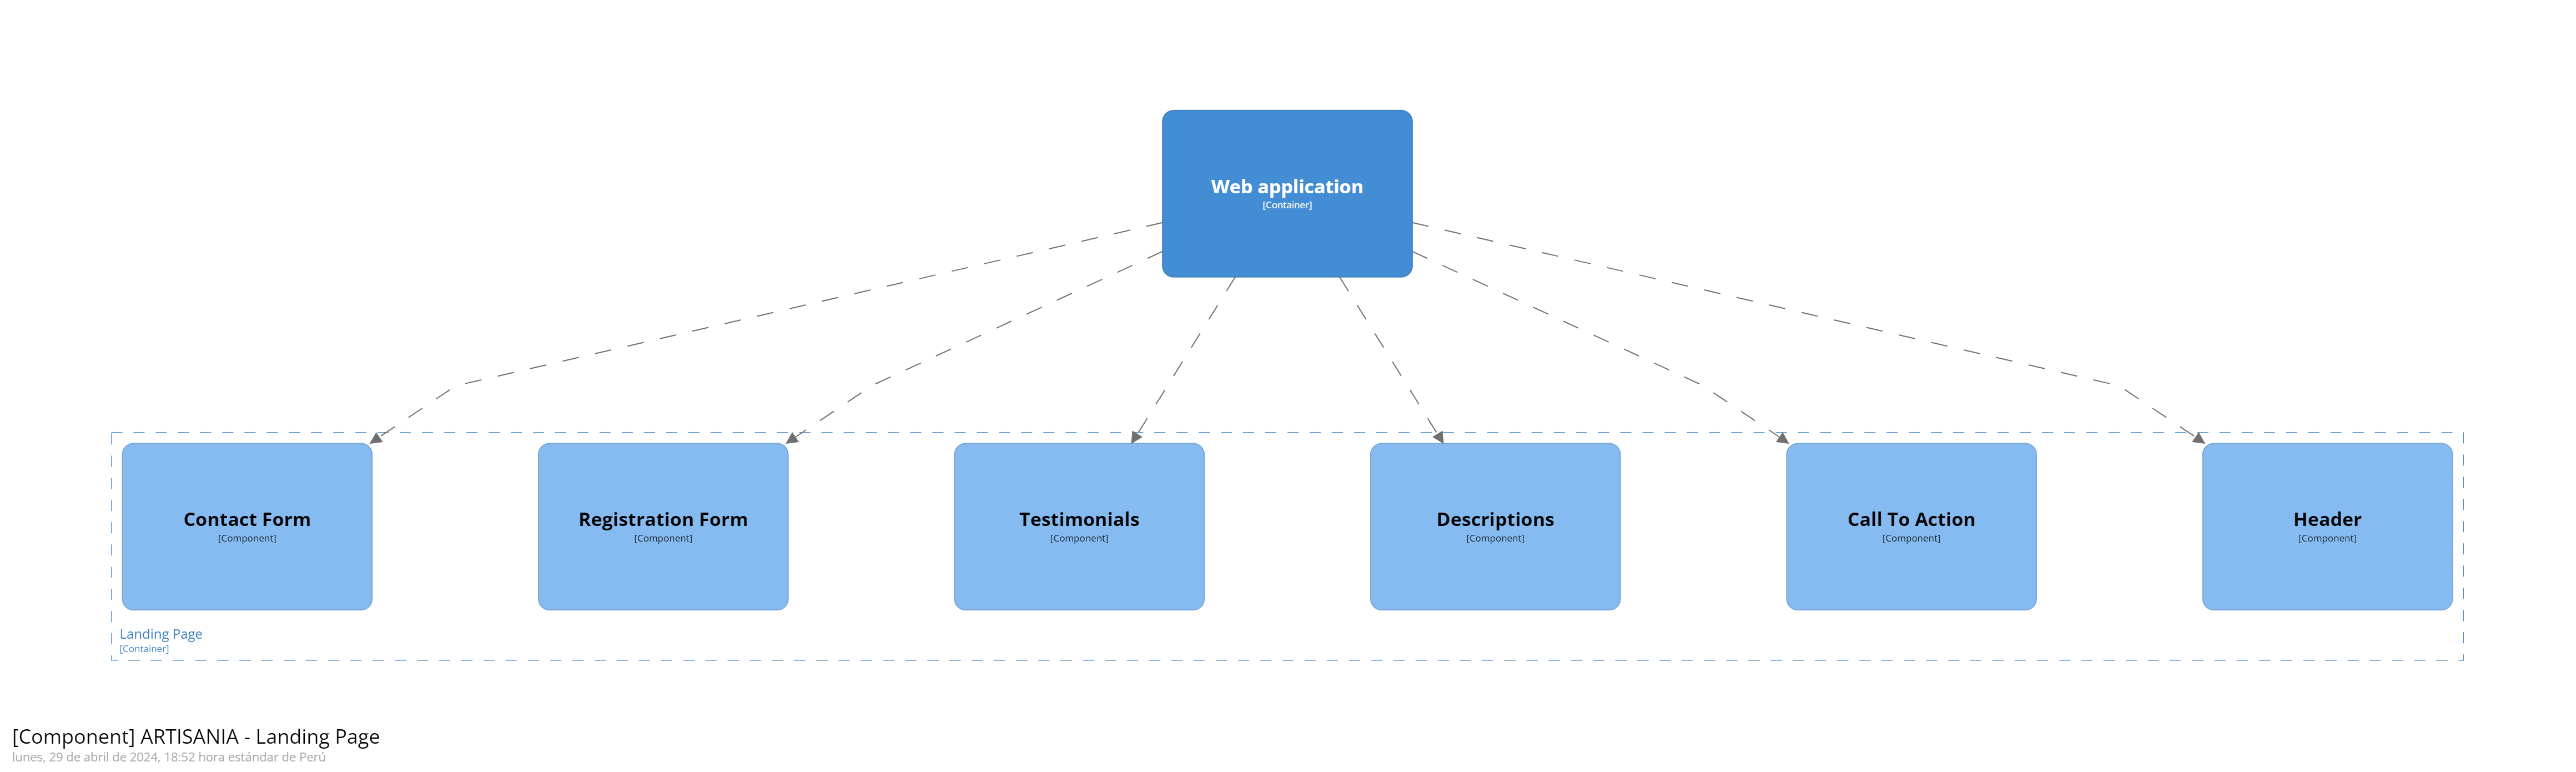 Web application
[Container]
Contact Form
[Component]
Registration Form
[Component]
Testimonials
[Component]
Descriptions
[Component]
Call To Action
[Component]
Header
[Component]
Landing Page
[Container]
[Component] ARTISANIA - Landing Page
lunes, 29 de abril de 2024, 18:52 hora estándar de Perú